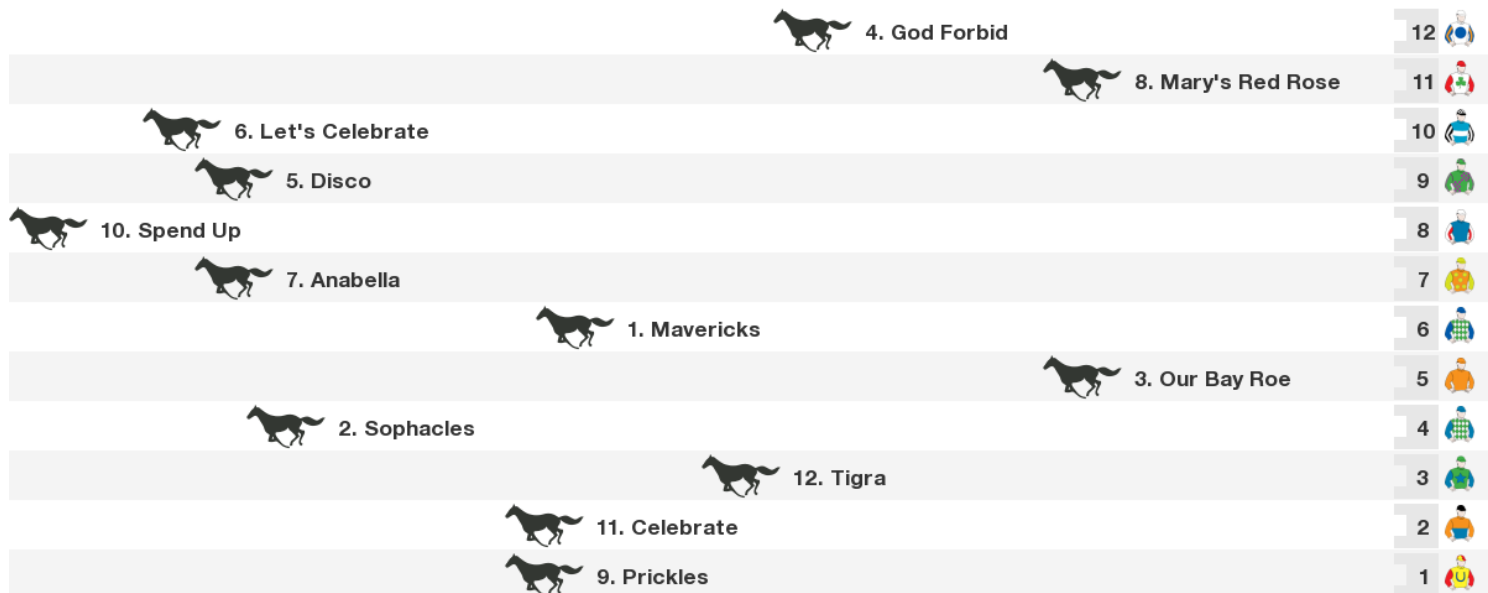 4. God Forbid 12
8. Mary's Red Rose 11
6. Let's Celebrate 10
5. Disco 9
10. Spend Up 8
7. Anabella 7
1. Mavericks 6
3. Our Bay Roe 5
2. Sophacles 4
12. Tigra 3
11. Celebrate 2
9. Prickles 1